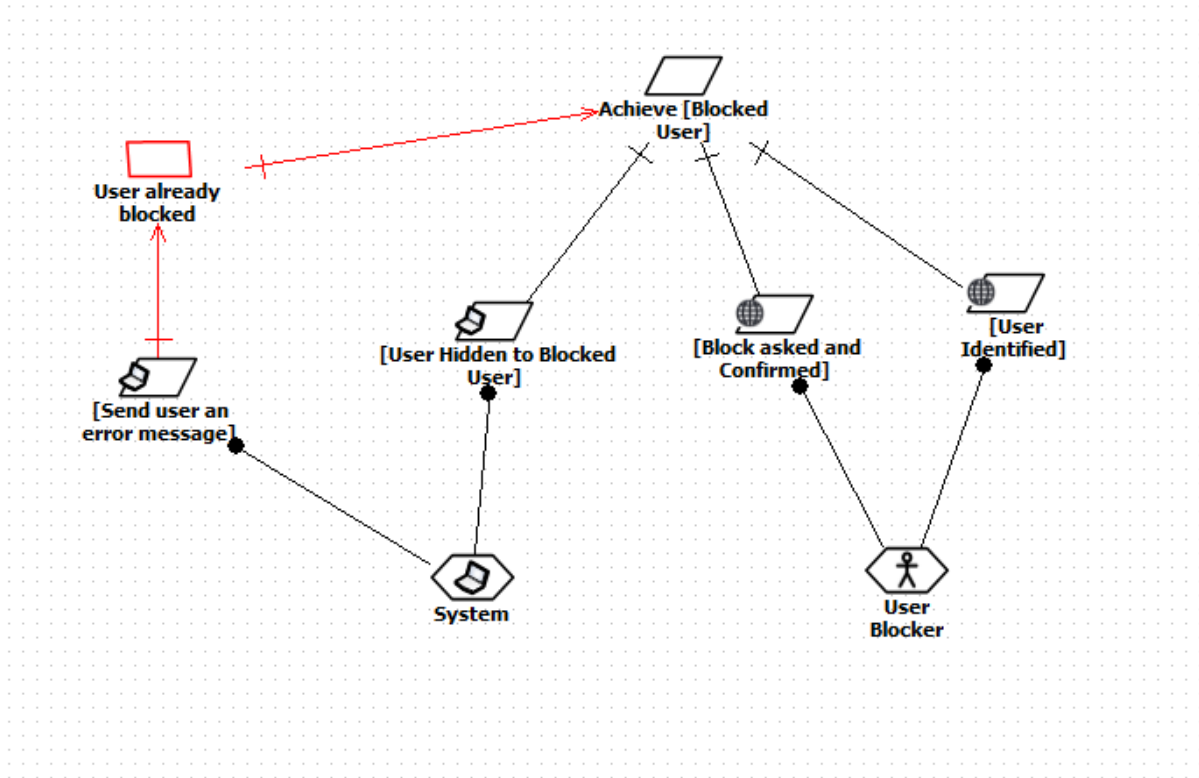 Achieve [Blocked
User]
User already
blocked
[User Hidden to Blocked
User]
[Block asked and
Confirmed]
[User
Identified]
[Send user an
error message]
System
User
Blocker